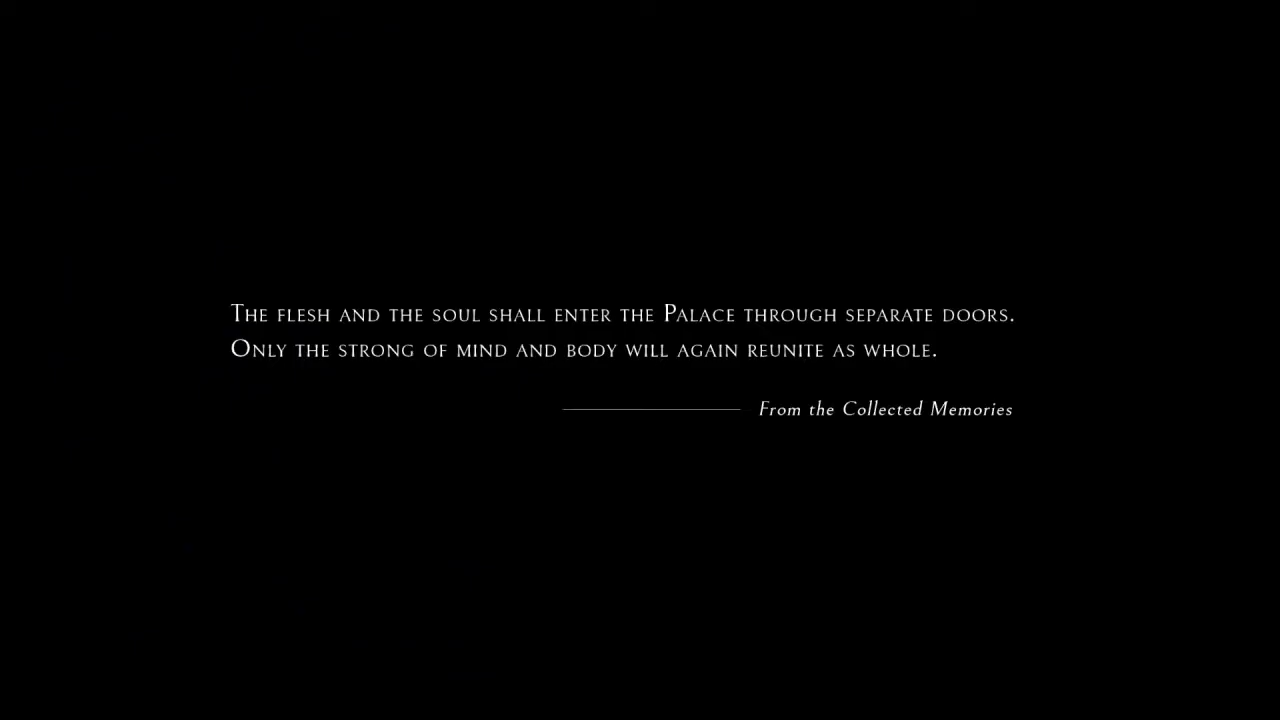 The flesh and the soul shall enter the Palace through separate doors.
Only the strong of mind and body will again reunite as whole.
From the Collected Memories